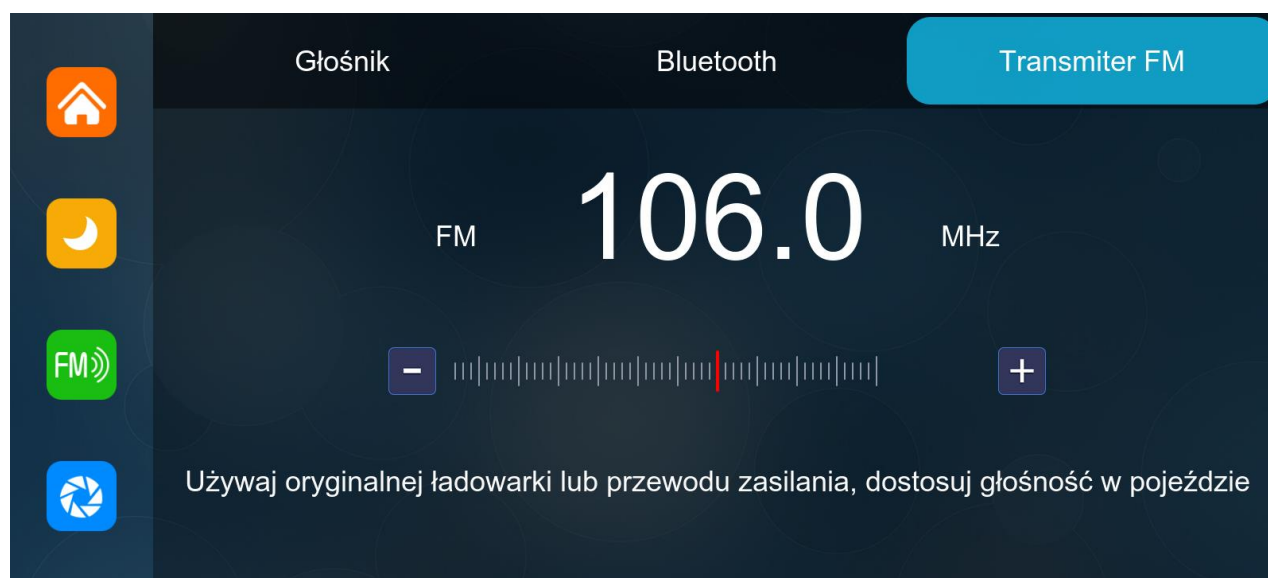 Głośnik Bluetooth Transmiter FM
FM 106.0 MHz
FM
- +
Używaj oryginalnej ładowarki lub przewodu zasilania, dostosuj głośność w pojeździe